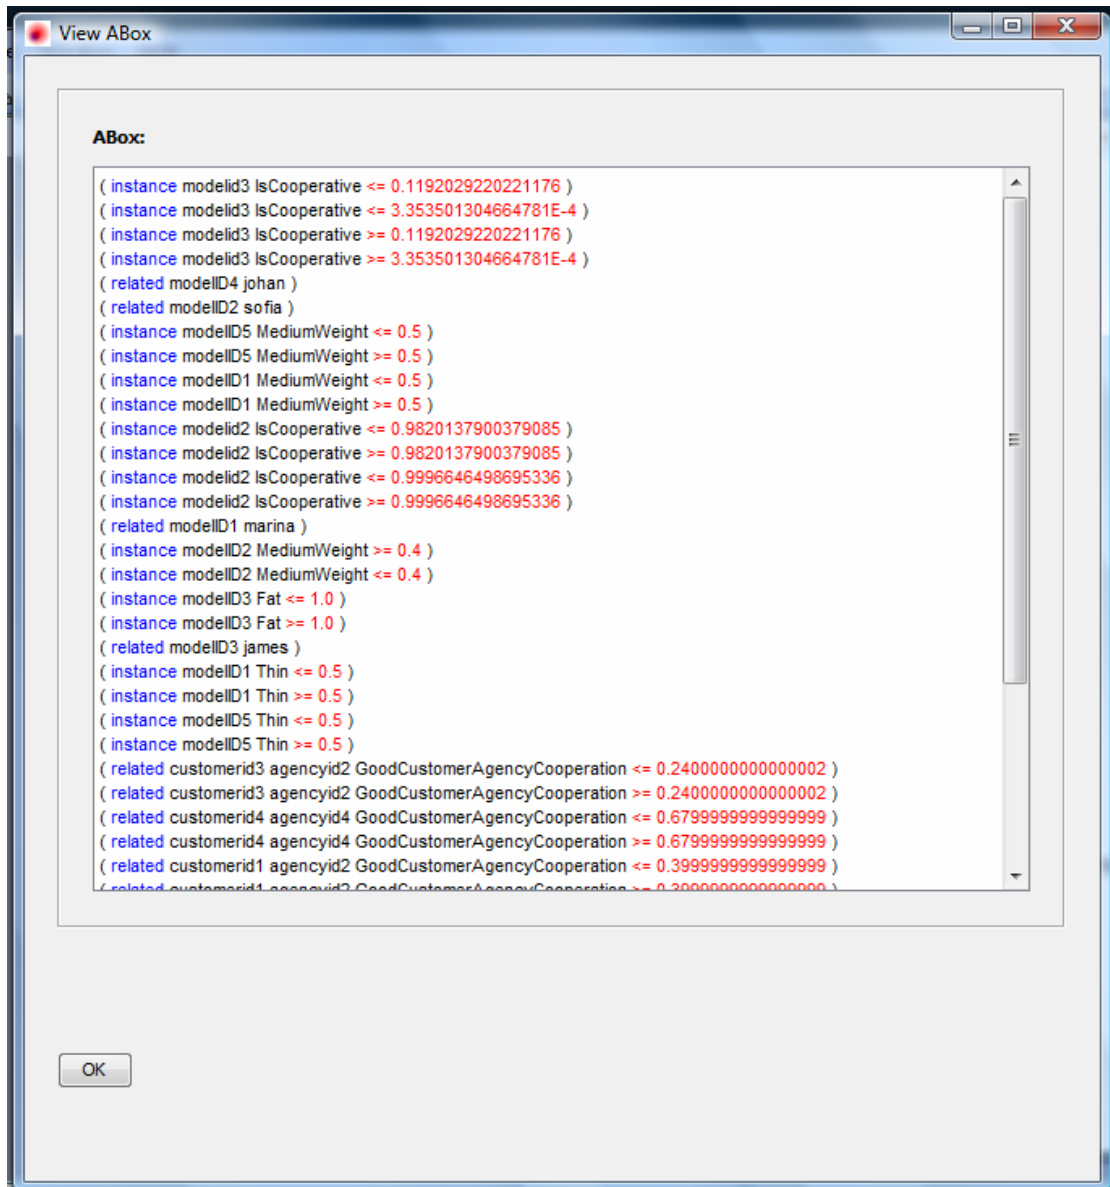 View ABox
ABox:
( instance modelid3 IsCooperative <= 0.1192029220221176 )
( instance modelid3 IsCooperative <= 3.353501304664781E-4 )
( instance modelid3 IsCooperative >= 0.1192029220221176 )
( instance modelid3 IsCooperative >= 3.353501304664781E-4 )
( related modelID4 johan )
( related modelID2 sofia )
( instance modelID5 MediumWeight <= 0.5 )
( instance modelID5 MediumWeight >= 0.5 )
( instance modelID1 MediumWeight <= 0.5 )
( instance modelID1 MediumWeight >= 0.5 )
( instance modelid2 IsCooperative <= 0.9820137900379085 )
( instance modelid2 IsCooperative >= 0.9820137900379085 )
( instance modelid2 IsCooperative <= 0.9996646498695336 )
( instance modelid2 IsCooperative >= 0.9996646498695336 )
( related modelID1 marina )
( instance modelID2 MediumWeight >= 0.4 )
( instance modelID2 MediumWeight <= 0.4 )
( instance modelID3 Fat <= 1.0 )
( instance modelID3 Fat >= 1.0 )
( related modelID3 james )
( instance modelID1 Thin <= 0.5 )
( instance modelID1 Thin >= 0.5 )
( instance modelID5 Thin <= 0.5 )
( instance modelID5 Thin >= 0.5 )
( related customerid3 agencyid2 GoodCustomerAgencyCooperation <= 0.2400000000000002 )
( related customerid3 agencyid2 GoodCustomerAgencyCooperation >= 0.2400000000000002 )
( related customerid4 agencyid4 GoodCustomerAgencyCooperation <= 0.6799999999999999 )
( related customerid4 agencyid4 GoodCustomerAgencyCooperation >= 0.6799999999999999 )
( related customerid1 agencyid2 GoodCustomerAgencyCooperation <= 0.3999999999999999 )
( related customerid1 agencyid2 GoodCustomerAgencyCooperation >= 0.3999999999999999 )
OK